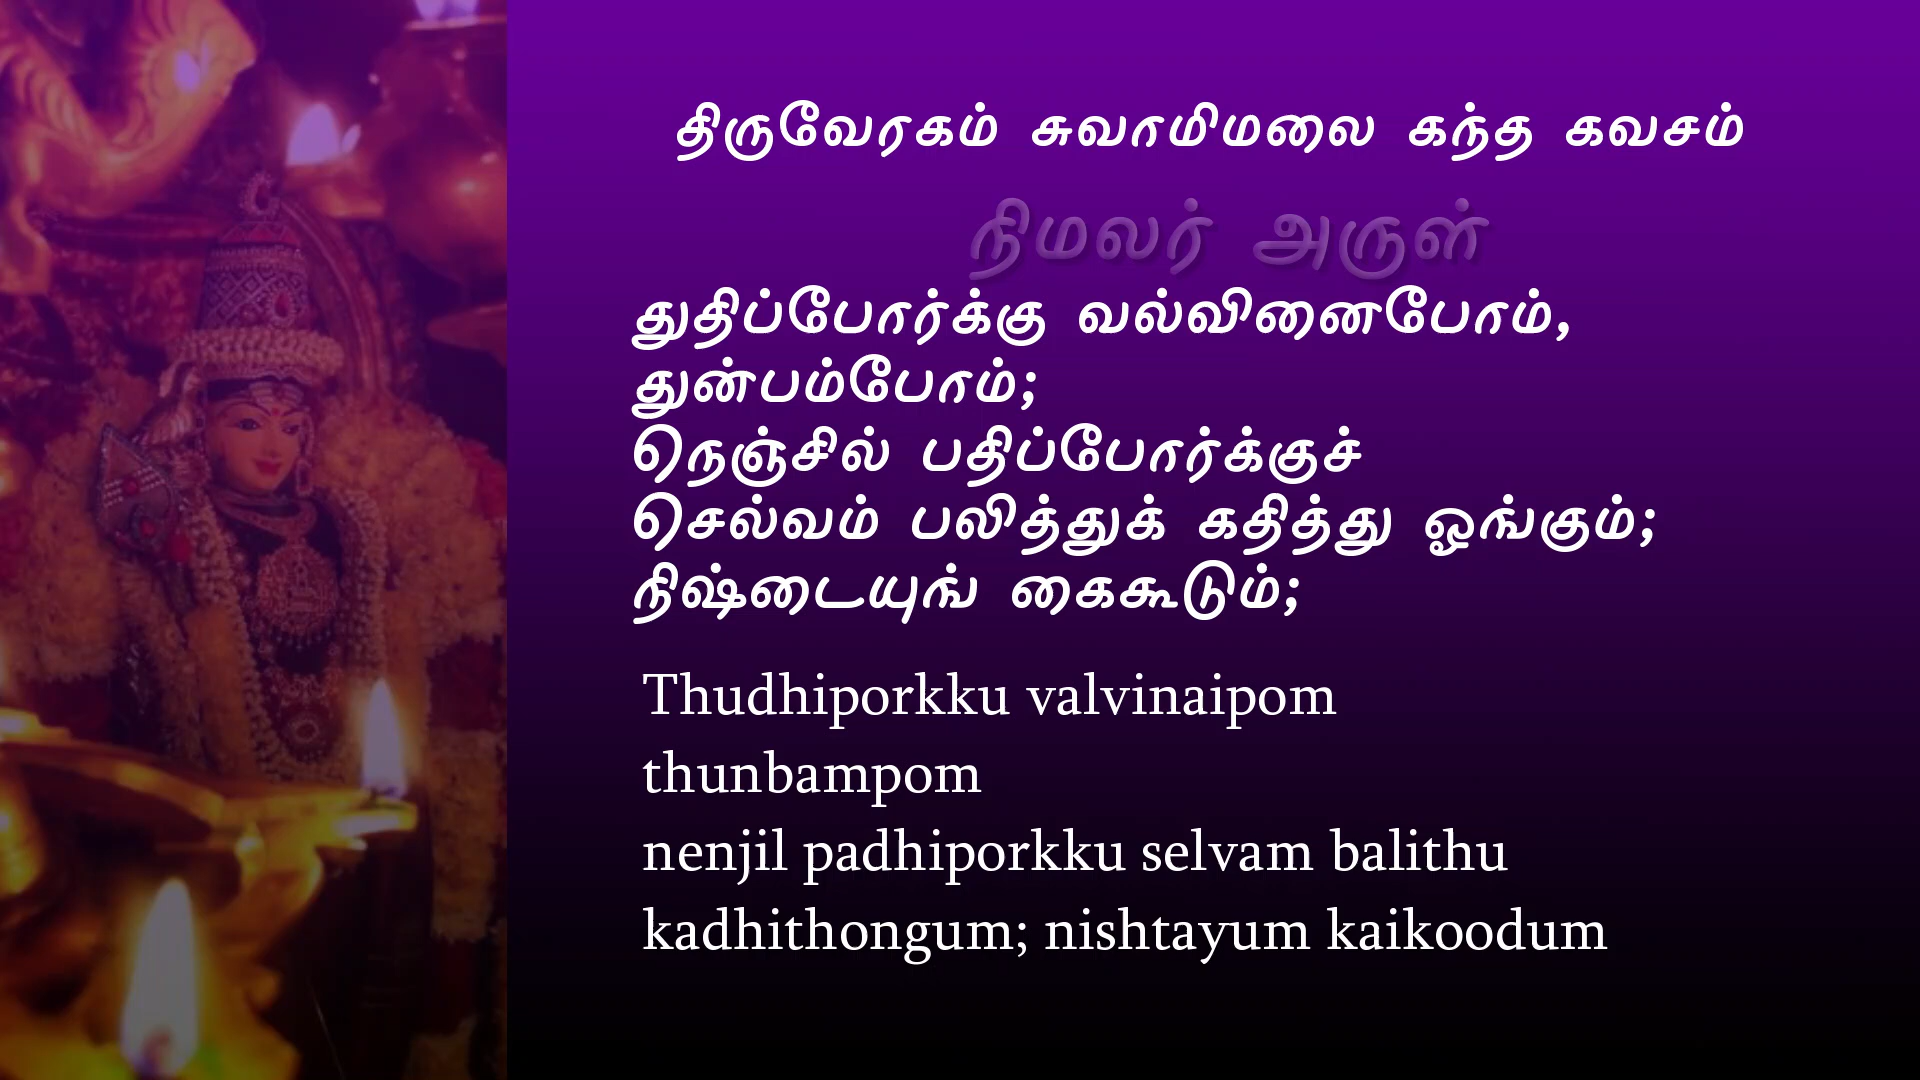 திருவேரகம் சுவாமிமலை கந்த கவசம்
நிமலர் அருள்
துதிப்போர்க்கு வல்வினைபோம்,
துன்பம்போம்;
நெஞ்சில் பதிப்போர்க்குச்
செல்வம் பலித்துக் கதித்து ஓங்கும்;
நிஷ்டையுங் கைகூடும்;
Thudhiporkku valvinaipom
thunbampom
nenjil padhiporkku selvam balithu
kadhithongum; nishtayum kaikoodum